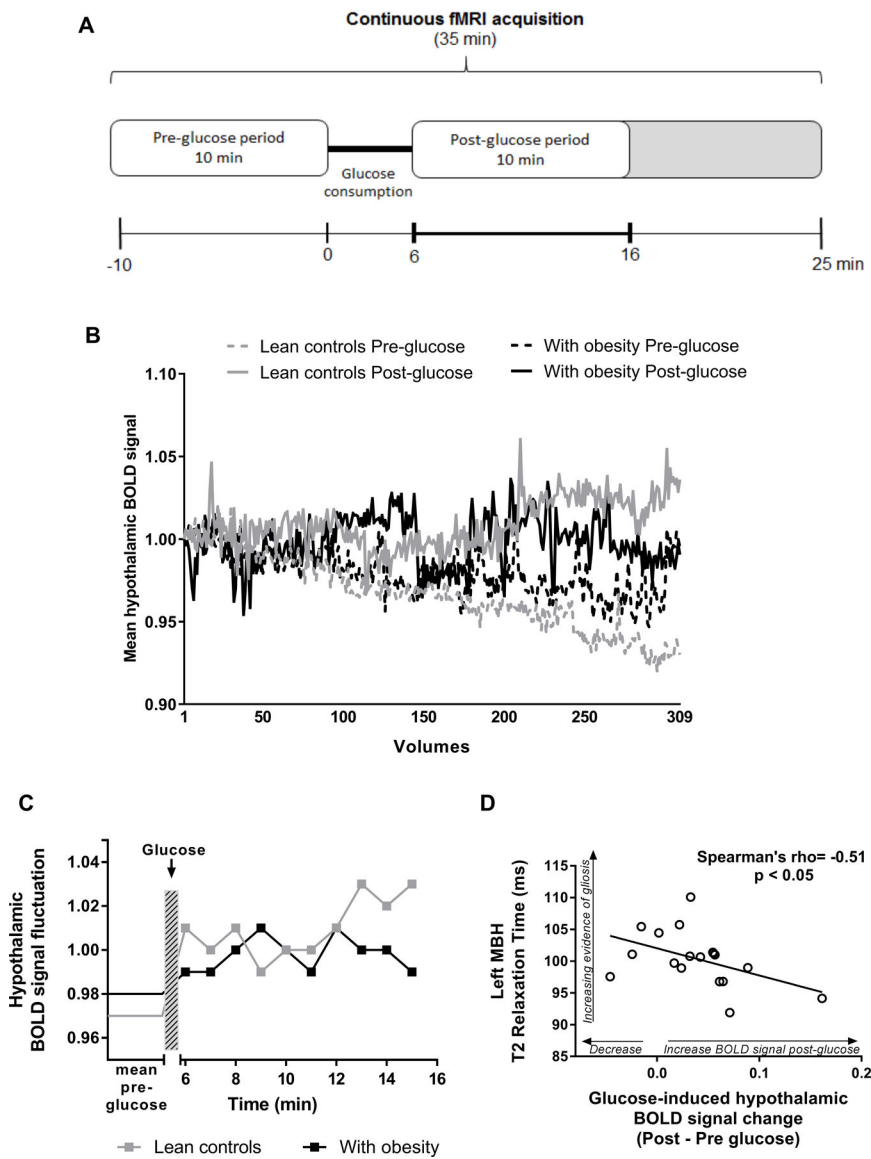 A
Continuous fMRI acquisition
(35 min)
Pre-glucose period
10 min
Glucose
consumption
Post-glucose period
10 min
-10
0
6
16
25 min
B
Lean controls Pre-glucose
With obesity Pre-glucose
Lean controls Post-glucose
With obesity Post-glucose
Mean hypothalamic BOLD signal
1.10
1.05
1.00
0.95
0.90
1
50
100
150
200
250
309
Volumes
C
Glucose
Hypothalamic
BOLD signal fluctuation
1.04
1.02
1.00
0.98
0.96
mean
pre-
glucose
6
8
10
12
14
16
Time (min)
Lean controls
With obesity
D
Spearman's rho= -0.51
p < 0.05
Left MBH
T2 Relaxation Time (ms)
Increasing evidence of gliosis
115
110
105
100
95
90
85
Decrease
Increase BOLD signal post-glucose
0.0
0.1
0.2
Glucose-induced hypothalamic
BOLD signal change
(Post - Pre glucose)